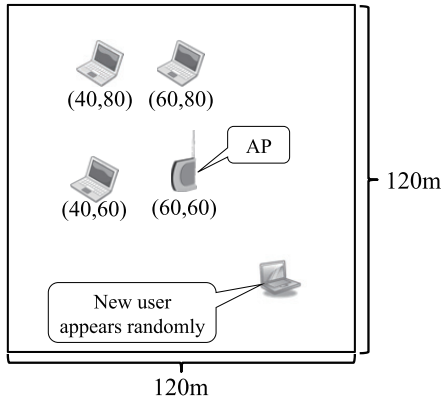 (40,80) (60,80)
AP
(40,60) (60,60)
120m
New user
appears randomly
120m